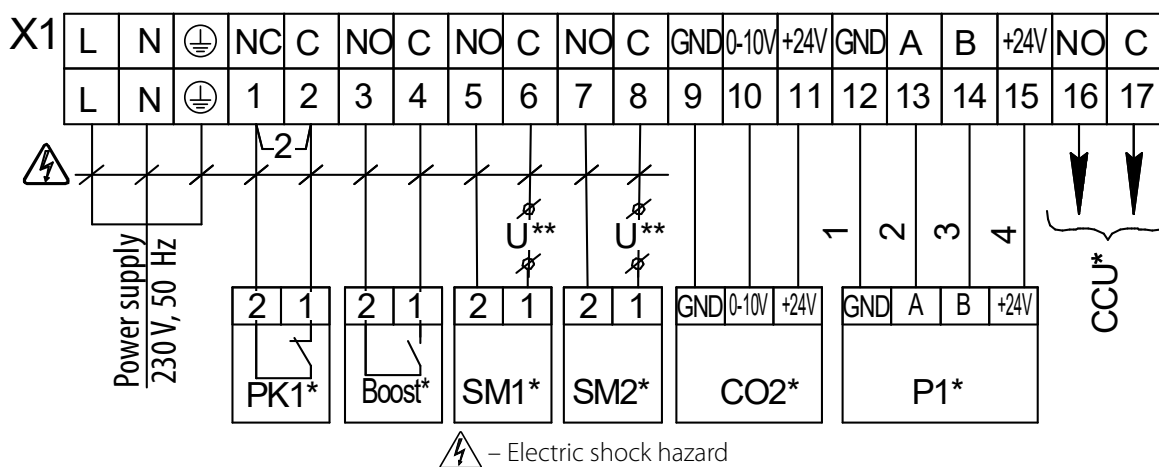 X1 L N NC C NO C NO C NO C GND 0-10V +24V GND A B +24V NO C
L N 1 2 3 4 5 6 7 8 9 10 11 12 13 14 15 16 17
2
U** U**
1 2 3 4
Power supply
230 V, 50 Hz
CCU*
2 1 2 1 2 1 2 1 GND 0-10V +24V GND A B +24V
PK1* Boost* SM1* SM2* CO2* P1*
– Electric shock hazard